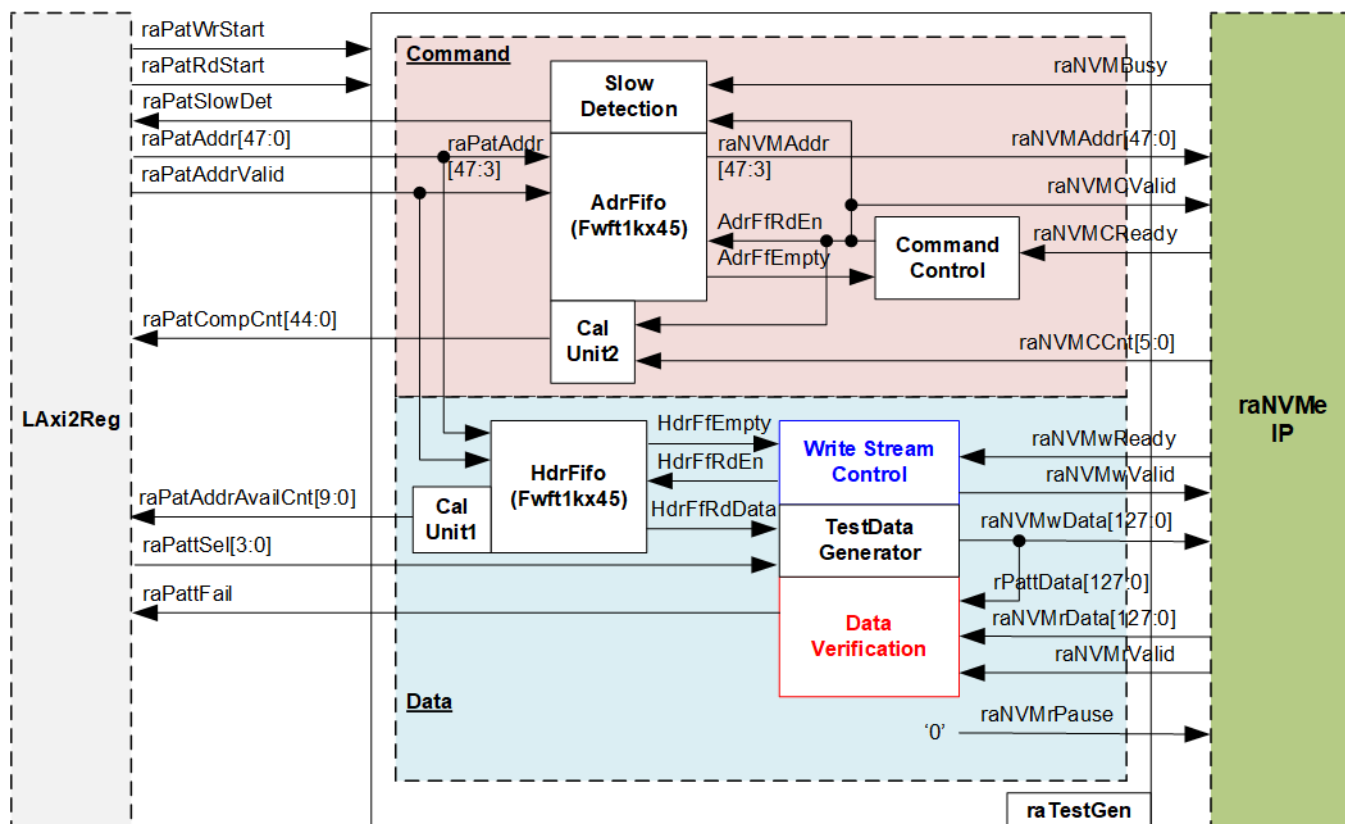 raPatWrStart
raPatRdStart
raPatSlowDet
raPatAddr[47:0]
raPatAddrValid
raPatCompCnt[44:0]
LAxi2Reg
raPatAddrAvailCnt[9:0]
raPattSel[3:0]
raPattFail
Command
Slow
Detection
raPatAddr
[47:3]
raNVMAddr
[47:3]
AdrFifo
(Fwft1kx45)
AdrFfRdEn
AdrFfEmpty
Command
Control
Cal
Unit2
raNVMBusy
raNVMAddr[47:0]
raNVMCValid
raNVMCReady
raNVMCCnt[5:0]
HdrFifo
(Fwft1kx45)
Cal
Unit1
HdrFfEmpty
HdrFfRdEn
HdrFfRdData
Write Stream
Control
TestData
Generator
Data
Verification
raNVMwReady
raNVMwValid
raNVMwData[127:0]
rPattData[127:0]
raNVMrData[127:0]
raNVMrValid
Data
‘0’
raNVMrPause
raTestGen
raNVMe
IP